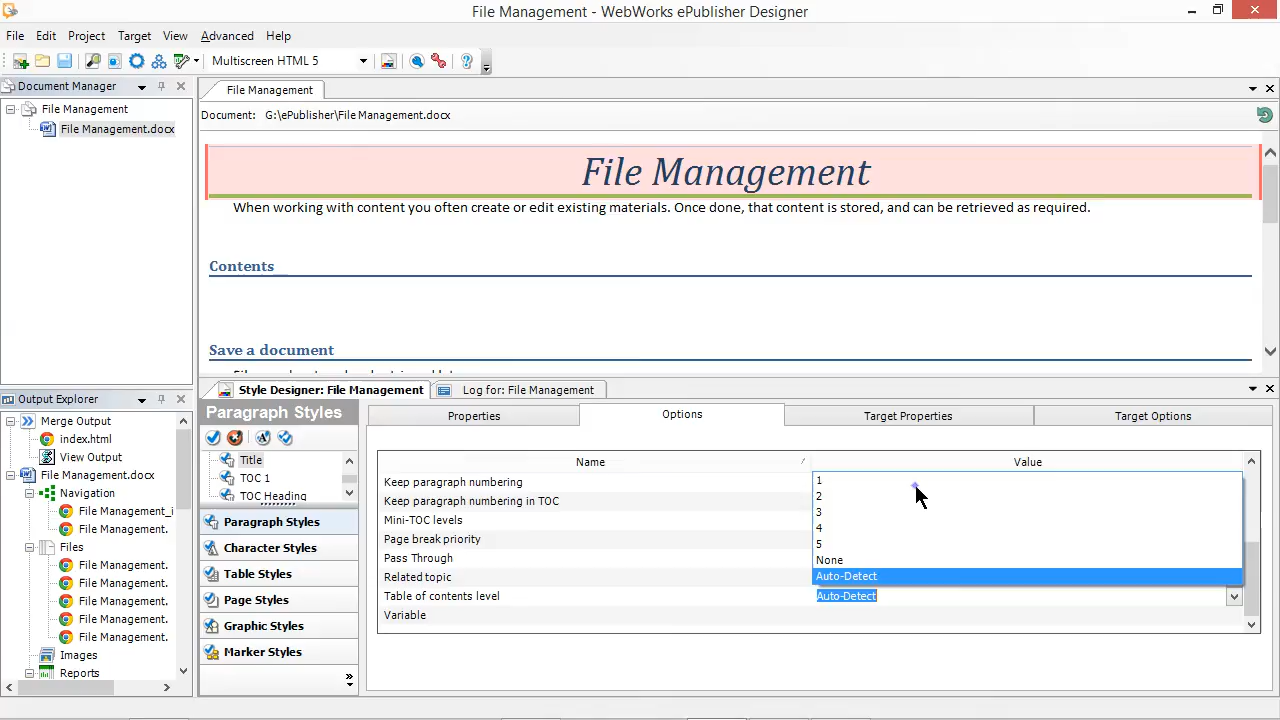 File Management - WebWorks ePublisher Designer
File Edit Project Target View Advanced Help
Multiscreen HTML 5
Document Manager
File Management
File Management.docx
File Management
Document: G:\ePublisher\File Management.docx
File Management
When working with content you often create or edit existing materials. Once done, that content is stored, and can be retrieved as required.
Contents
Save a document
Output Explorer
Merge Output
index.html
View Output
File Management.docx
Navigation
File Management_i
File Management.
Files
File Management.
File Management.
File Management.
File Management.
File Management.
Images
Reports
Style Designer: File Management
Log for: File Management
Paragraph Styles
Title
TOC 1
TOC Heading
Paragraph Styles
Character Styles
Table Styles
Page Styles
Graphic Styles
Marker Styles
Properties Options Target Properties Target Options
Name Value
Keep paragraph numbering
Keep paragraph numbering in TOC
Mini-TOC levels
Page break priority
Pass Through
Related topic
Table of contents level
Variable
1
2
3
4
5
None
Auto-Detect
Auto-Detect